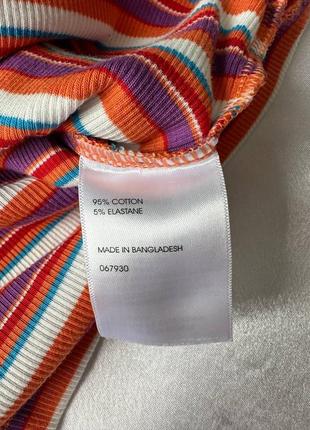 95% COTTON
5% ELASTANE
MADE IN BANGLADESH
067930